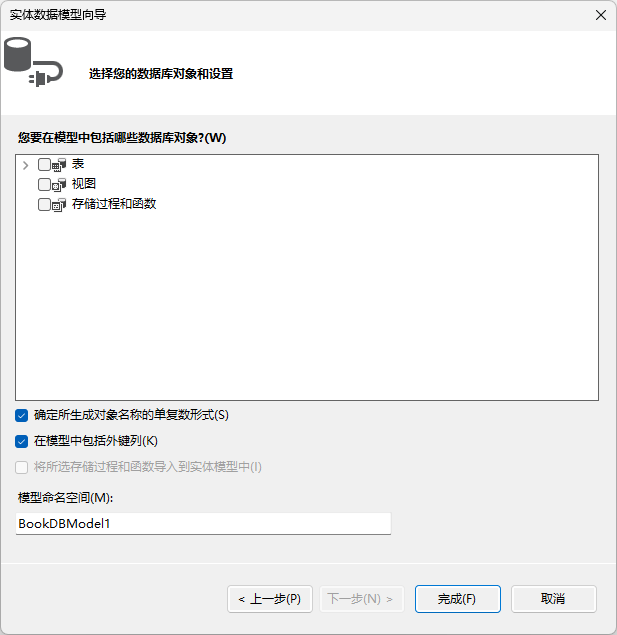 实体数据模型向导
选择您的数据库对象和设置
您要在模型中包括哪些数据库对象?(W)
表
视图
存储过程和函数
确定所生成对象名称的单复数形式(S)
在模型中包括外键列(K)
将所选存储过程和函数导入到实体模型中(I)
模型命名空间(M):
BookDBModel1
< 上一步(P) 下一步(N) > 完成(F) 取消